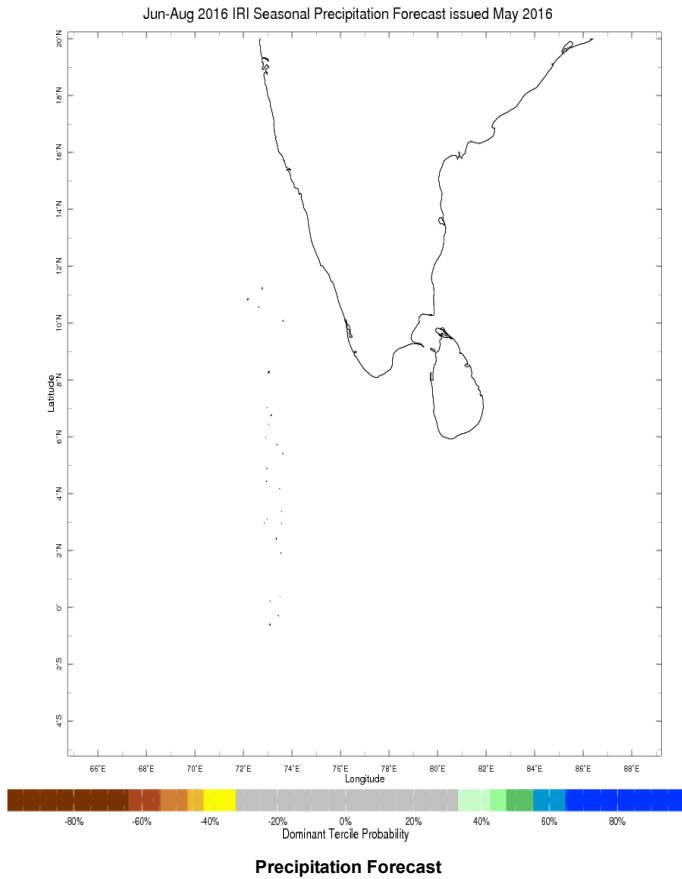 Jun-Aug 2016 IRI Seasonal Precipitation Forecast issued May 2016
20˚N
18˚N
16˚N
14˚N
12˚N
10˚N
8˚N
6˚N
4˚N
2˚N
0˚
2˚S
4˚S
Latitude
66˚E 68˚E 70˚E 72˚E 74˚E 76˚E 78˚E 80˚E 82˚E 84˚E 86˚E 88˚E
Longitude
-80% -60% -40% -20% 0% 20% 40% 60% 80%
Dominant Tercile Probability
Precipitation Forecast